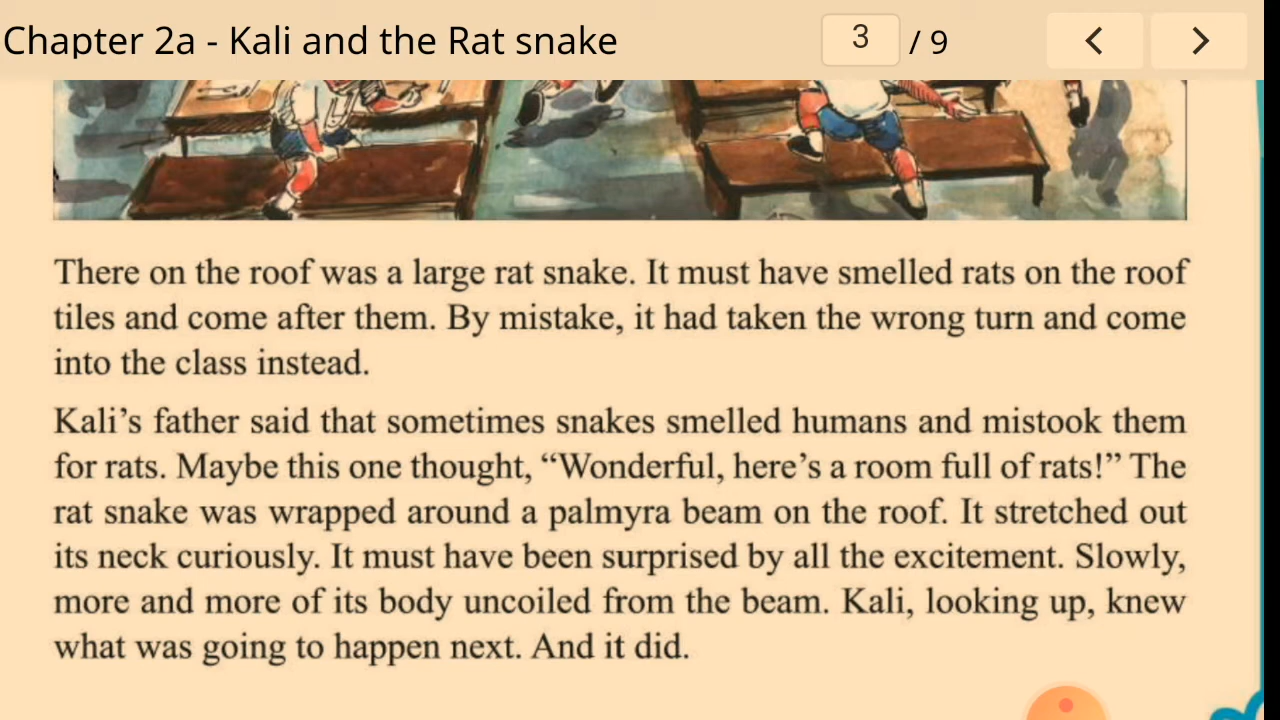 Chapter 2a - Kali and the Rat snake
3 / 9
There on the roof was a large rat snake. It must have smelled rats on the roof
tiles and come after them. By mistake, it had taken the wrong turn and come
into the class instead.
Kali’s father said that sometimes snakes smelled humans and mistook them
for rats. Maybe this one thought, “Wonderful, here’s a room full of rats!” The
rat snake was wrapped around a palmyra beam on the roof. It stretched out
its neck curiously. It must have been surprised by all the excitement. Slowly,
more and more of its body uncoiled from the beam. Kali, looking up, knew
what was going to happen next. And it did.